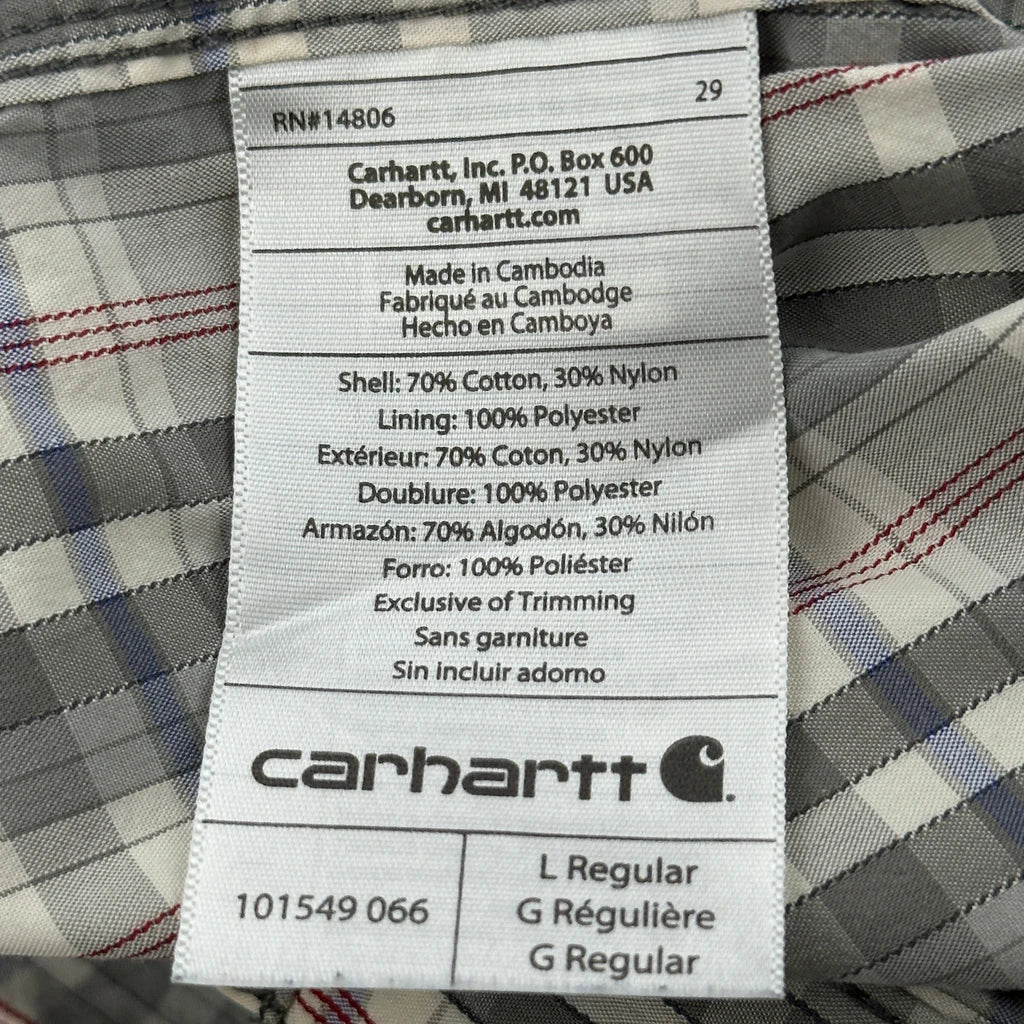 RN#14806 29
Carhartt, Inc. P.O. Box 600
Dearborn, MI 48121 USA
carhartt.com
Made in Cambodia
Fabriqué au Cambodge
Hecho en Camboya
Shell: 70% Cotton, 30% Nylon
Lining: 100% Polyester
Extérieur: 70% Coton, 30% Nylon
Doublure: 100% Polyester
Armazón: 70% Algodón, 30% Nilón
Forro: 100% Poliéster
Exclusive of Trimming
Sans garniture
Sin incluir adorno
carhartt
101549 066
L Regular
G Régulière
G Regular